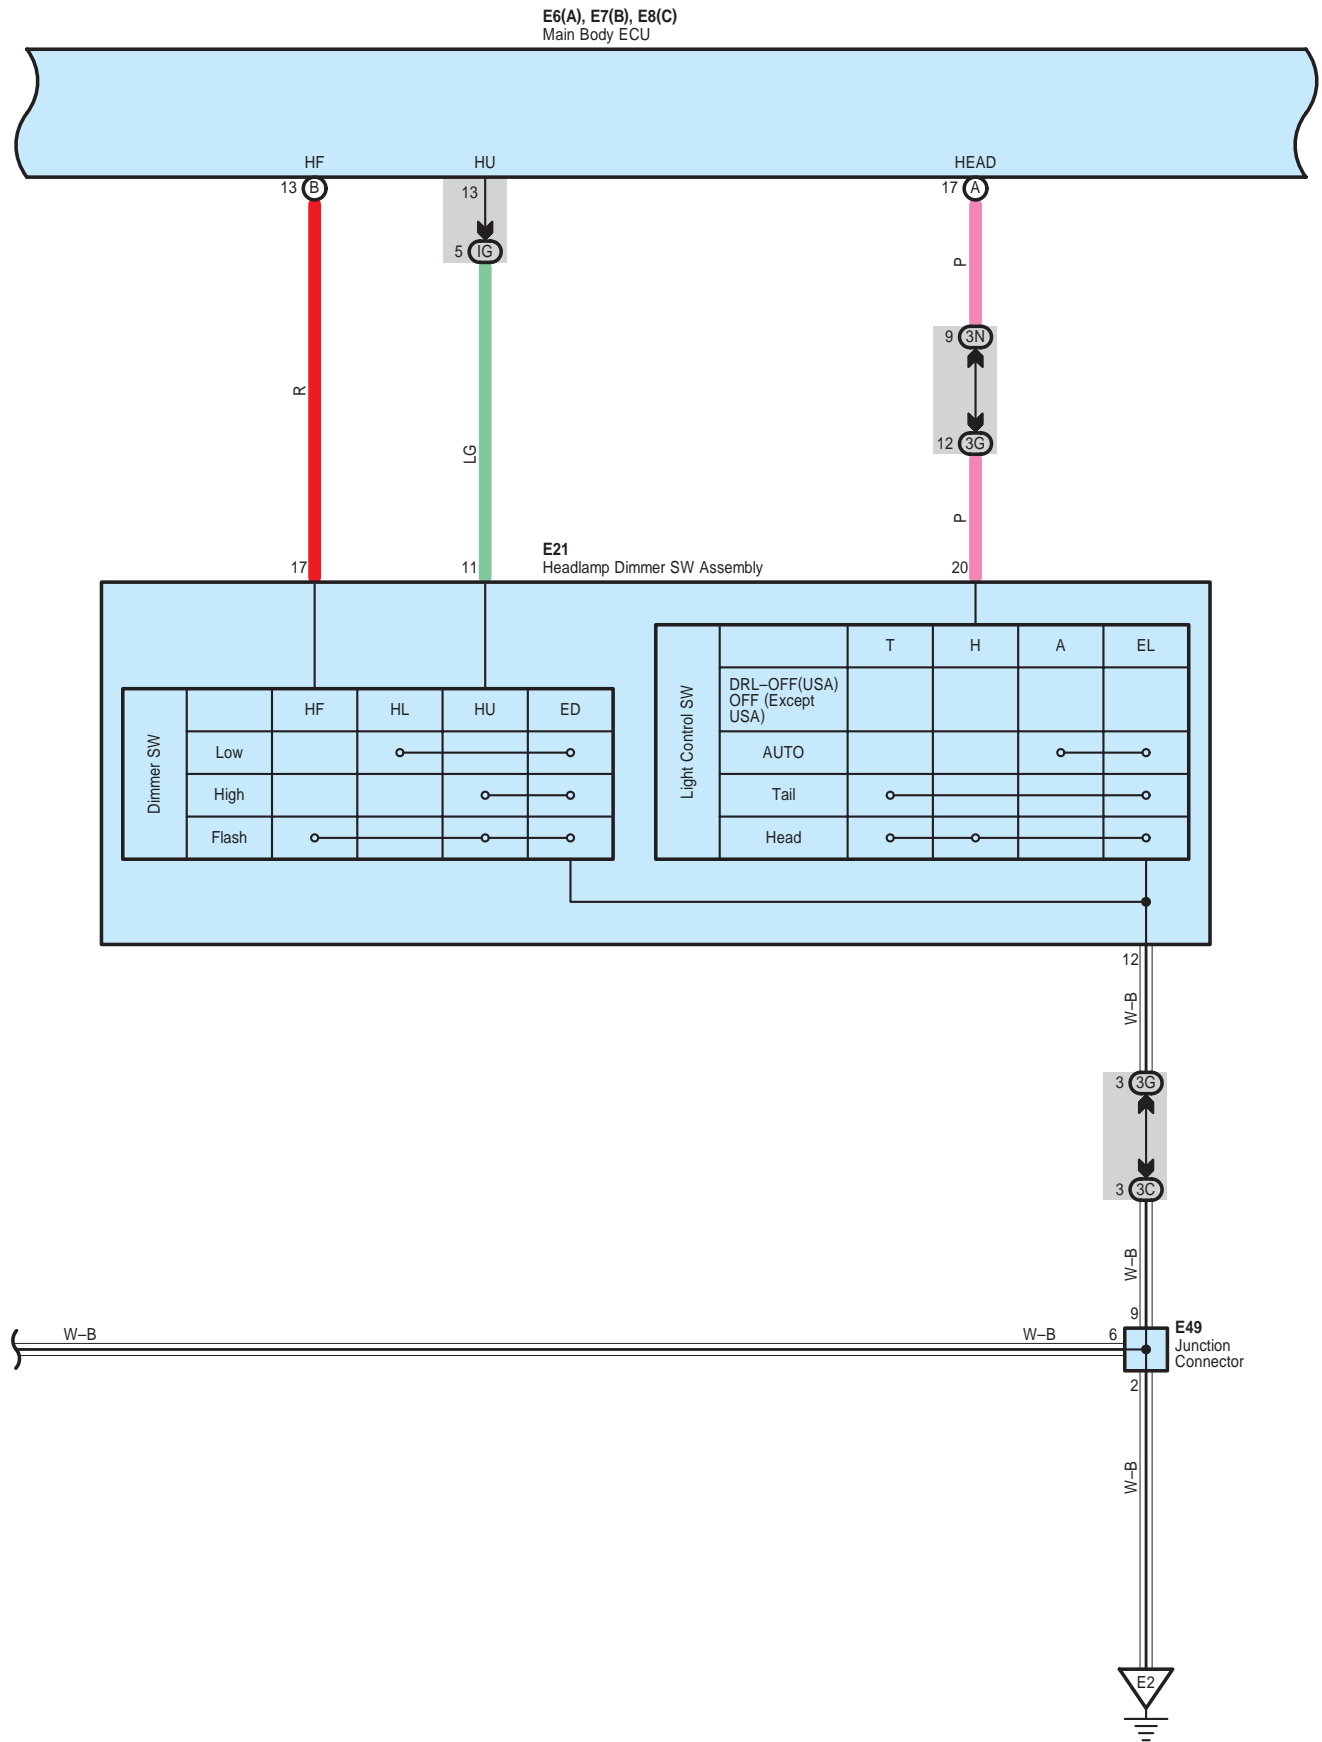 E6(A), E7(B), E8(C)
Main Body ECU
HF
HU
HEAD
13 B
13
17 A
5 IG
P
9 3N
R
LG
12 3G
P
E21
Headlamp Dimmer SW Assembly
17
11
20
Light Control SW
T H A EL
DRL–OFF(USA)
OFF (Except
USA)
AUTO
Tail
Head
Dimmer SW
HF HL HU ED
Low
High
Flash
12
W–B
3 3G
3 3C
W–B
9
W–B
W–B
6
E49
Junction
Connector
2
W–B
E2